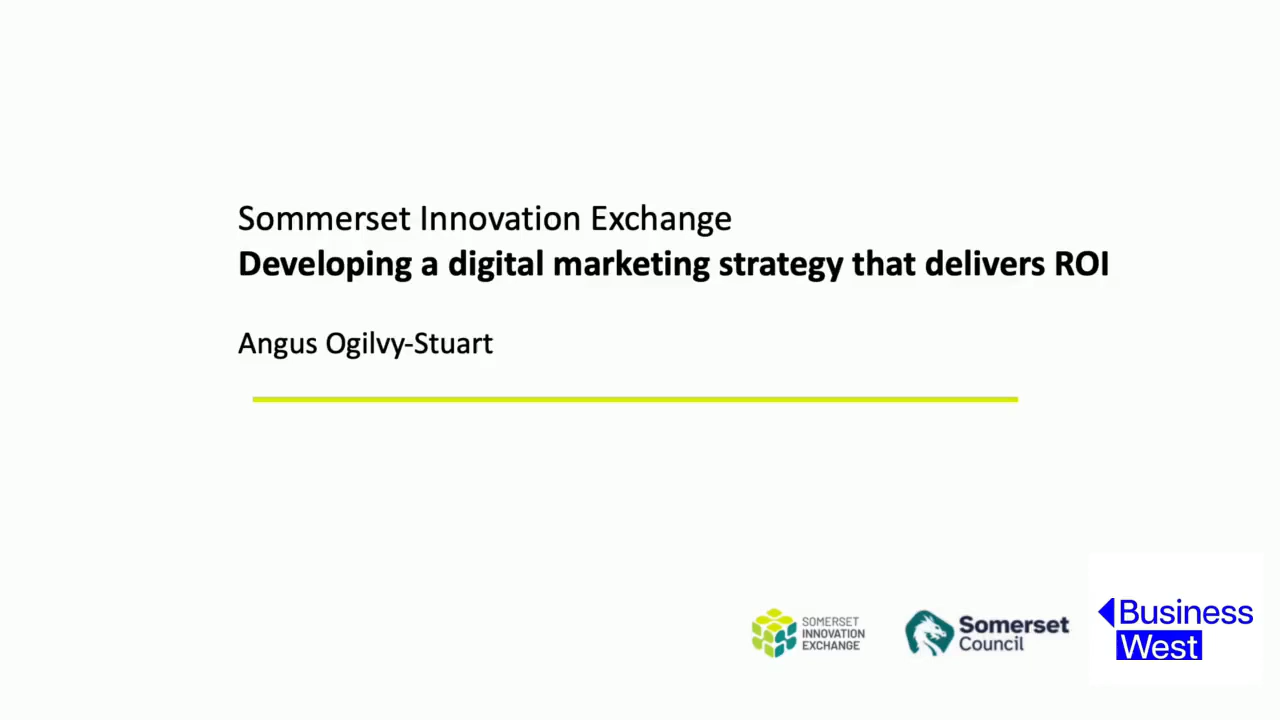 Sommerset Innovation Exchange
Developing a digital marketing strategy that delivers ROI
Angus Ogilvy-Stuart
SOMERSET
INNOVATION
EXCHANGE
Somerset
Council
Business
West